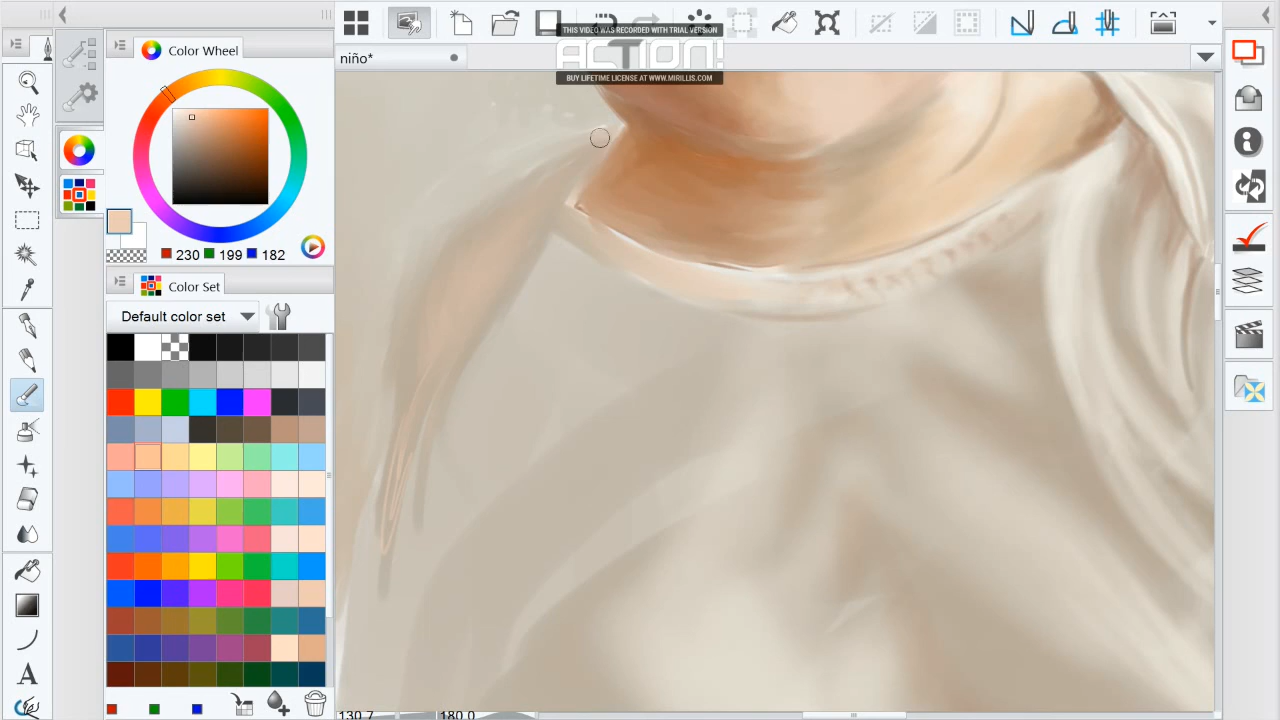 THIS VIDEO WAS RECORDED WITH TRIAL VERSION
ACTION!
BUY LIFETIME LICENSE AT WWW.MIRILLIS.COM
niño*
Color Wheel
230 199 182
Color Set
Default color set
A
130.7 180.0